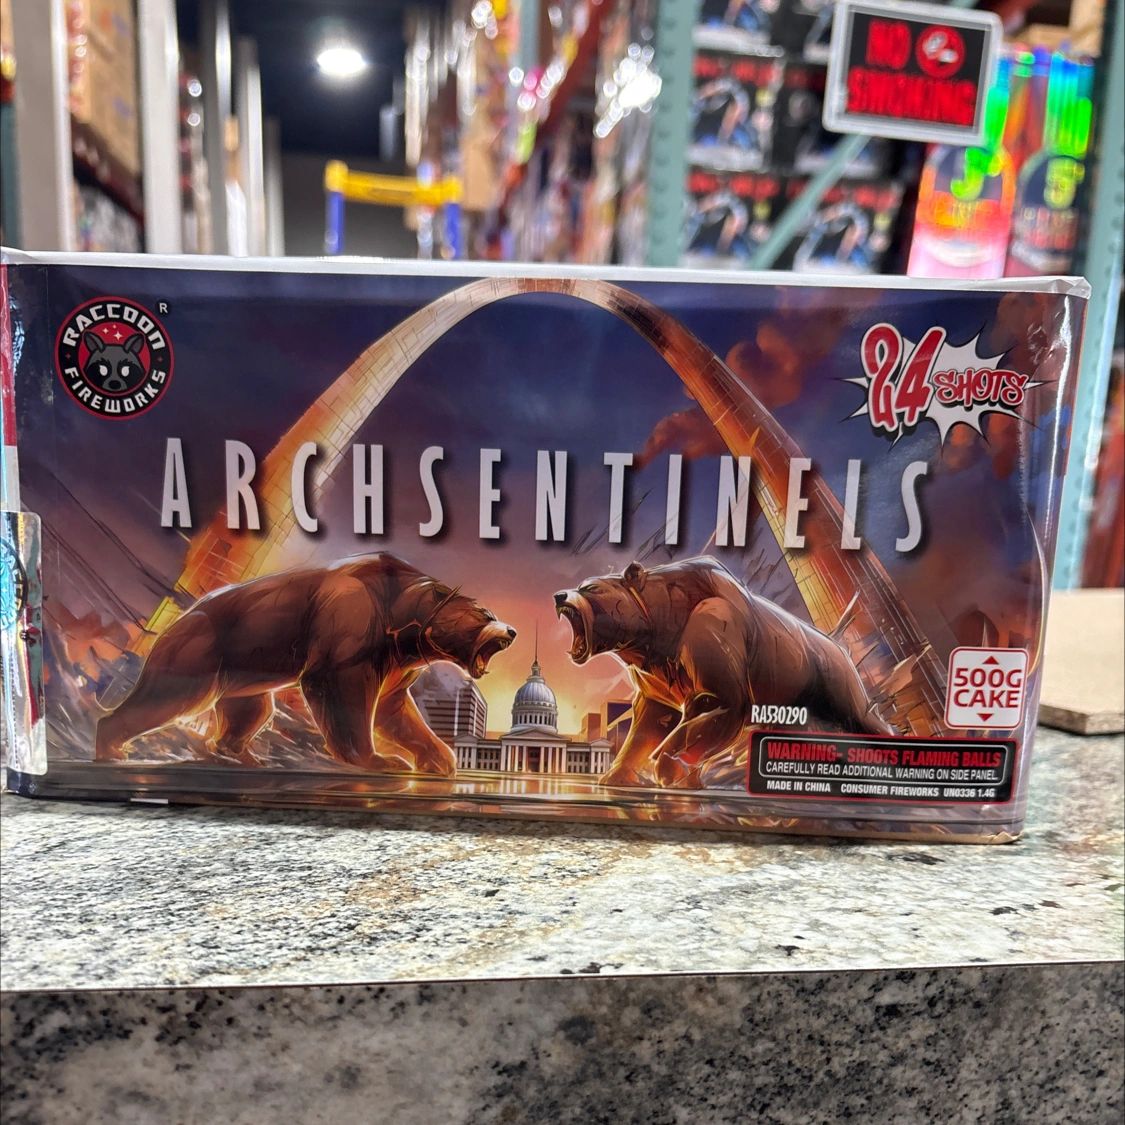 NO
SMOKING
RACCOON
FIREWORKS
R
24 SHOTS
ARCHSENTINELS
500G
CAKE
RA530290
WARNING- SHOOTS FLAMING BALLS
CAREFULLY READ ADDITIONAL WARNING ON SIDE PANEL
MADE IN CHINA CONSUMER FIREWORKS UN0336 1.4G